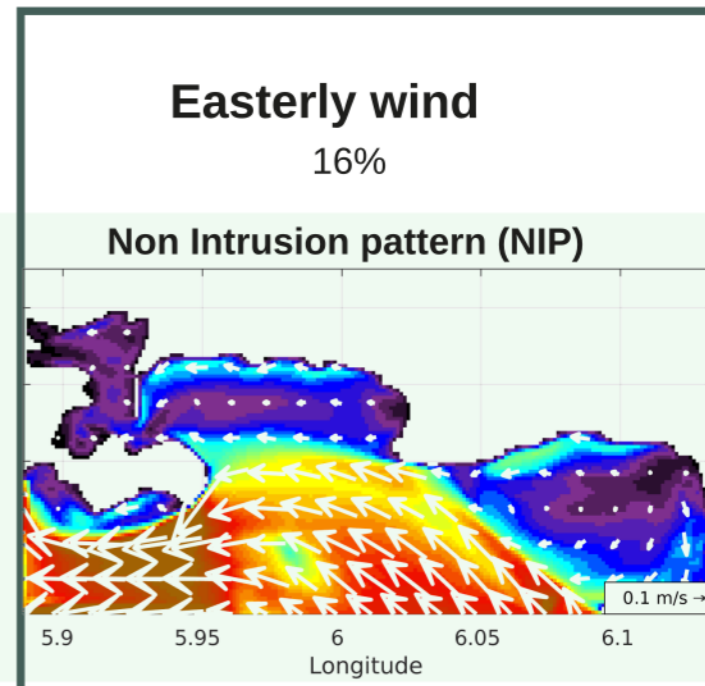 Easterly wind
16%
Non Intrusion pattern (NIP)
0.1 m/s →
5.9 5.95 6 6.05 6.1
Longitude